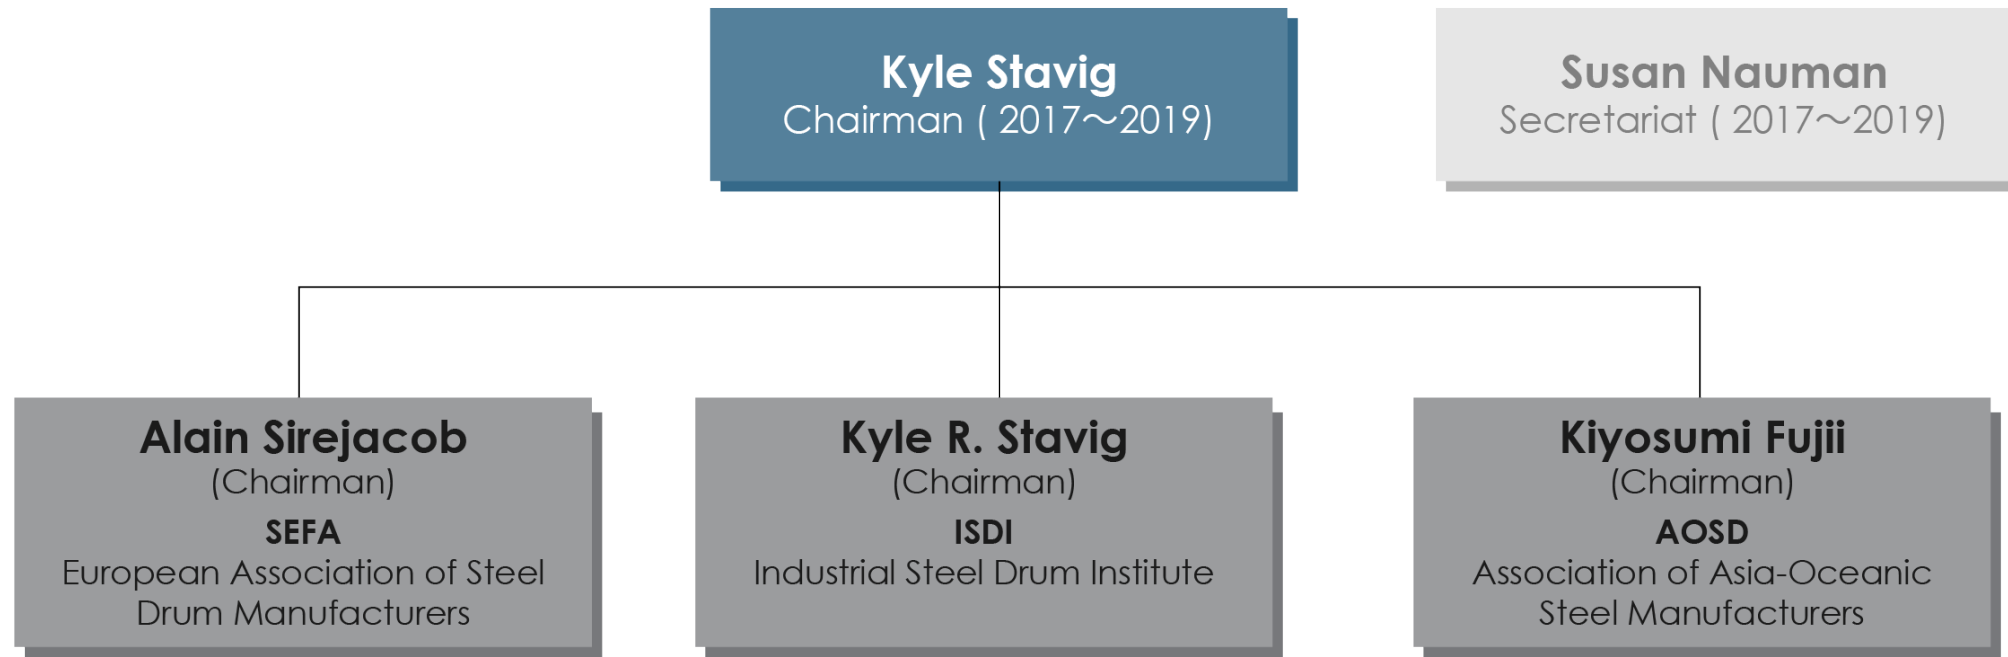 Kyle Stavig
Chairman ( 2017〜2019)
Susan Nauman
Secretariat ( 2017〜2019)
Alain Sirejacob
(Chairman)
SEFA
European Association of Steel
Drum Manufacturers
Kyle R. Stavig
(Chairman)
ISDI
Industrial Steel Drum Institute
Kiyosumi Fujii
(Chairman)
AOSD
Association of Asia-Oceanic
Steel Manufacturers